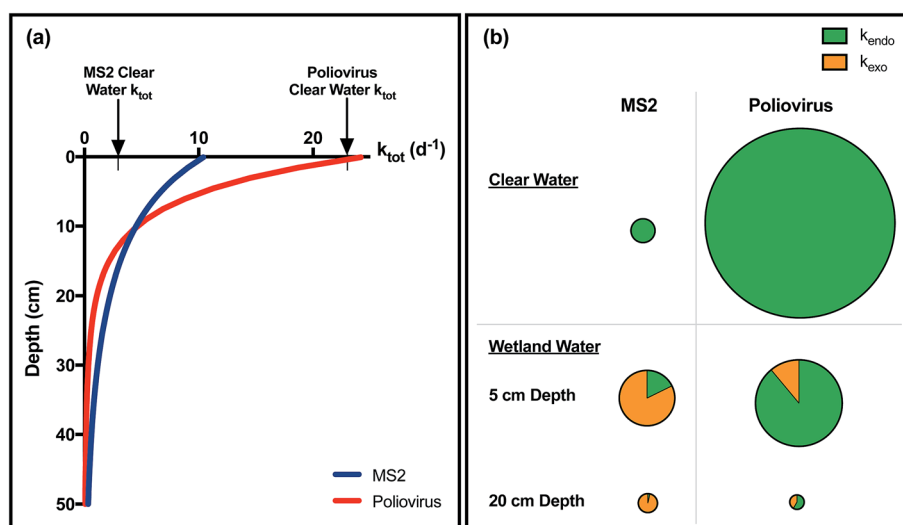 (a)
MS2 Clear
Water ktot
Poliovirus
Clear Water ktot
0
10
20
ktot (d-1)
0
10
20
30
40
50
Depth (cm)
MS2
Poliovirus
(b)
kendo
kexo
MS2
Poliovirus
Clear Water
Wetland Water
5 cm Depth
20 cm Depth